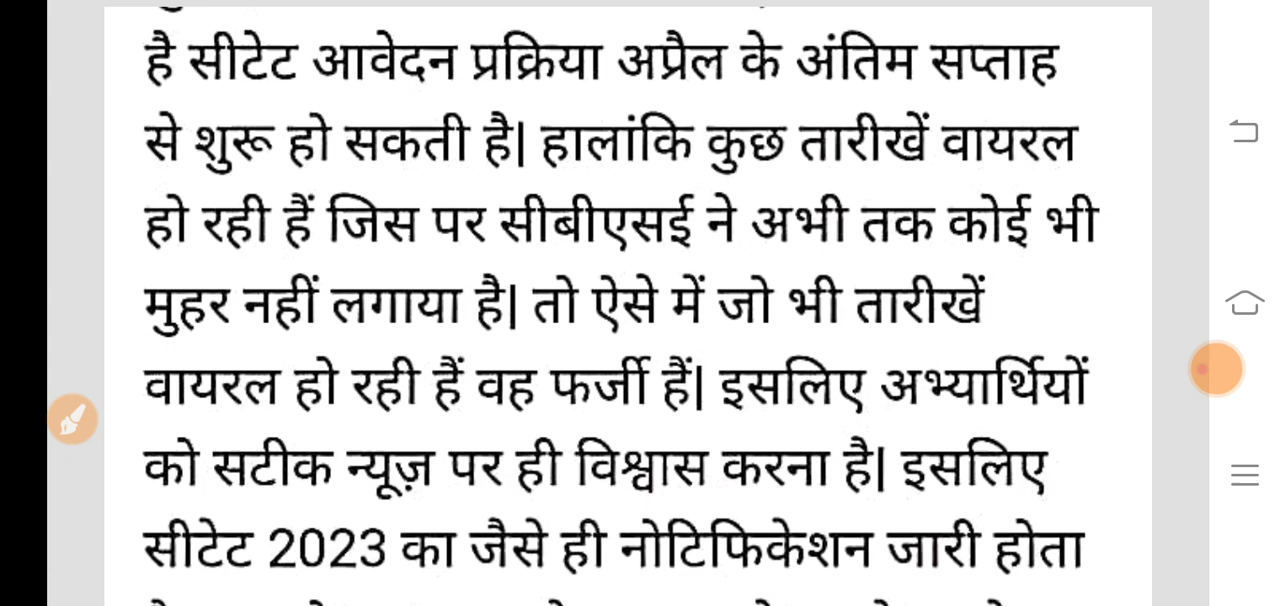 है सीटेट आवेदन प्रक्रिया अप्रैल के अंतिम सप्ताह
से शुरू हो सकती है| हालांकि कुछ तारीखें वायरल
हो रही हैं जिस पर सीबीएसई ने अभी तक कोई भी
मुहर नहीं लगाया है| तो ऐसे में जो भी तारीखें
वायरल हो रही हैं वह फर्जी हैं| इसलिए अभ्यार्थियों
को सटीक न्यूज़ पर ही विश्वास करना है| इसलिए
सीटेट 2023 का जैसे ही नोटिफिकेशन जारी होता